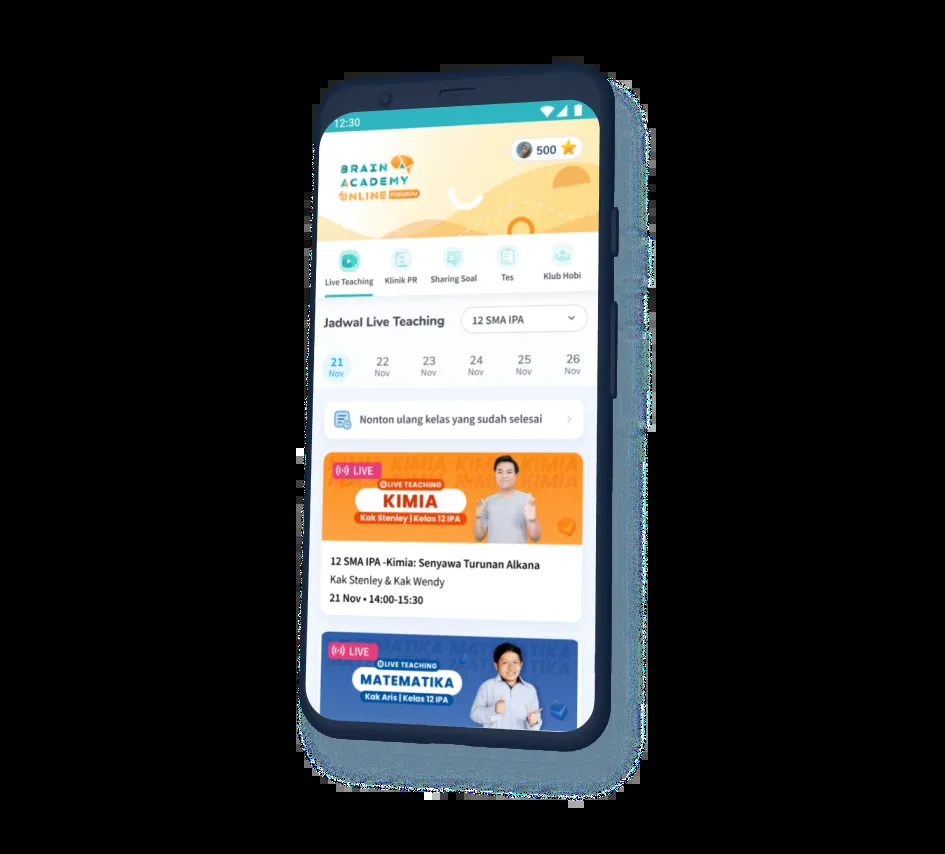 12:30
500
BRAIN
ACADEMY
ONLINE PREMIUM
Live Teaching Klinik PR Sharing Soal Tes Klub Hobi
Jadwal Live Teaching 12 SMA IPA
21 22 23 24 25 26
Nov Nov Nov Nov Nov Nov
Nonton ulang kelas yang sudah selesai
LIVE
LIVE TEACHING
KIMIA
Kak Stenley | Kelas 12 IPA
12 SMA IPA -Kimia: Senyawa Turunan Alkana
Kak Stenley & Kak Wendy
21 Nov • 14:00-15:30
LIVE
LIVE TEACHING
MATEMATIKA
Kak Aris | Kelas 12 IPA